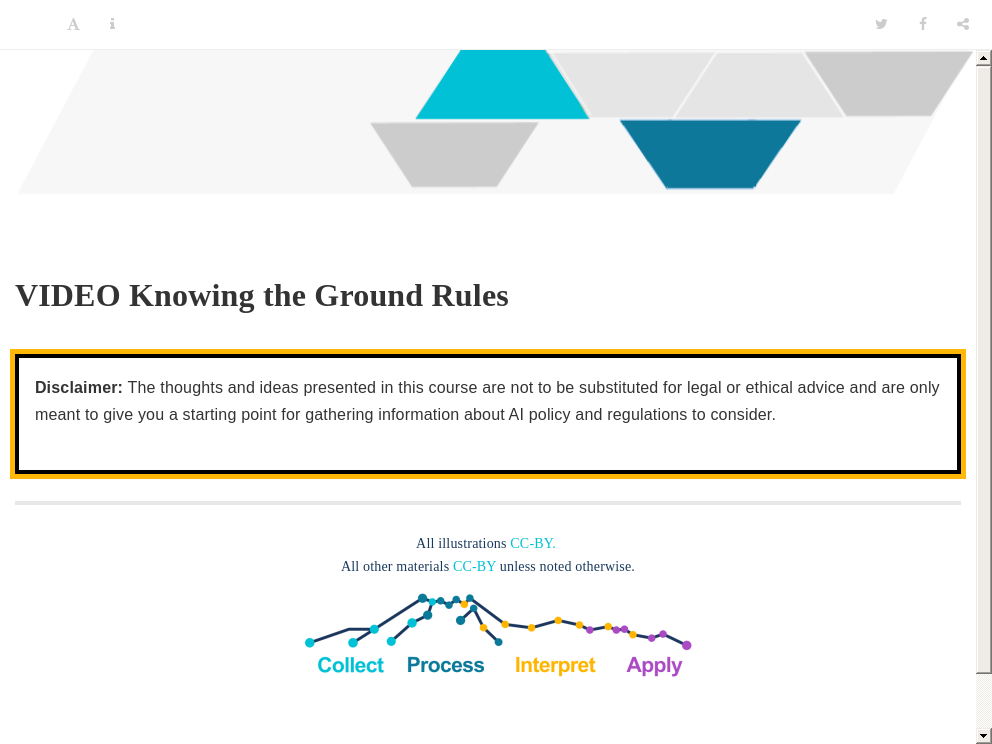 VIDEO Knowing the Ground Rules
Disclaimer: The thoughts and ideas presented in this course are not to be substituted for legal or ethical advice and are only
meant to give you a starting point for gathering information about AI policy and regulations to consider.
All illustrations CC-BY.
All other materials CC-BY unless noted otherwise.
Collect Process Interpret Apply